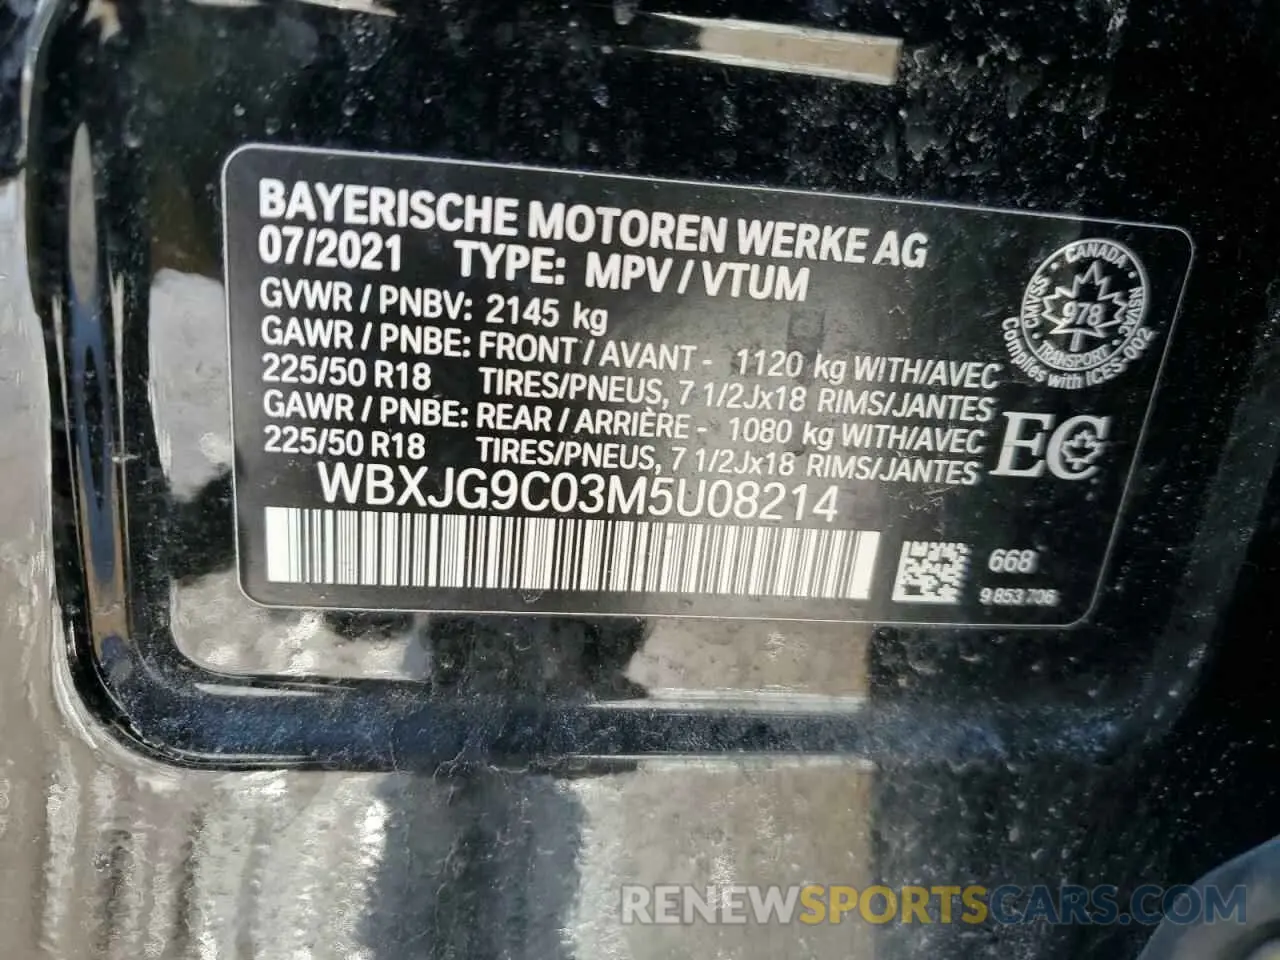 BAYERISCHE MOTOREN WERKE AG
07/2021 TYPE: MPV / VTUM
GVWR / PNBV: 2145 kg
GAWR / PNBE: FRONT / AVANT - 1120 kg WITH/AVEC
225/50 R18 TIRES/PNEUS, 7 1/2Jx18 RIMS/JANTES
GAWR / PNBE: REAR / ARRIÈRE - 1080 kg WITH/AVEC
225/50 R18 TIRES/PNEUS, 7 1/2Jx18 RIMS/JANTES
WBXJG9C03M5U08214
CANADA
CMVSS NSVAC
978
TRANSPORT
Complies with ICES-002
EC
668
9 853 706
RENEWSPORTSCARS.COM